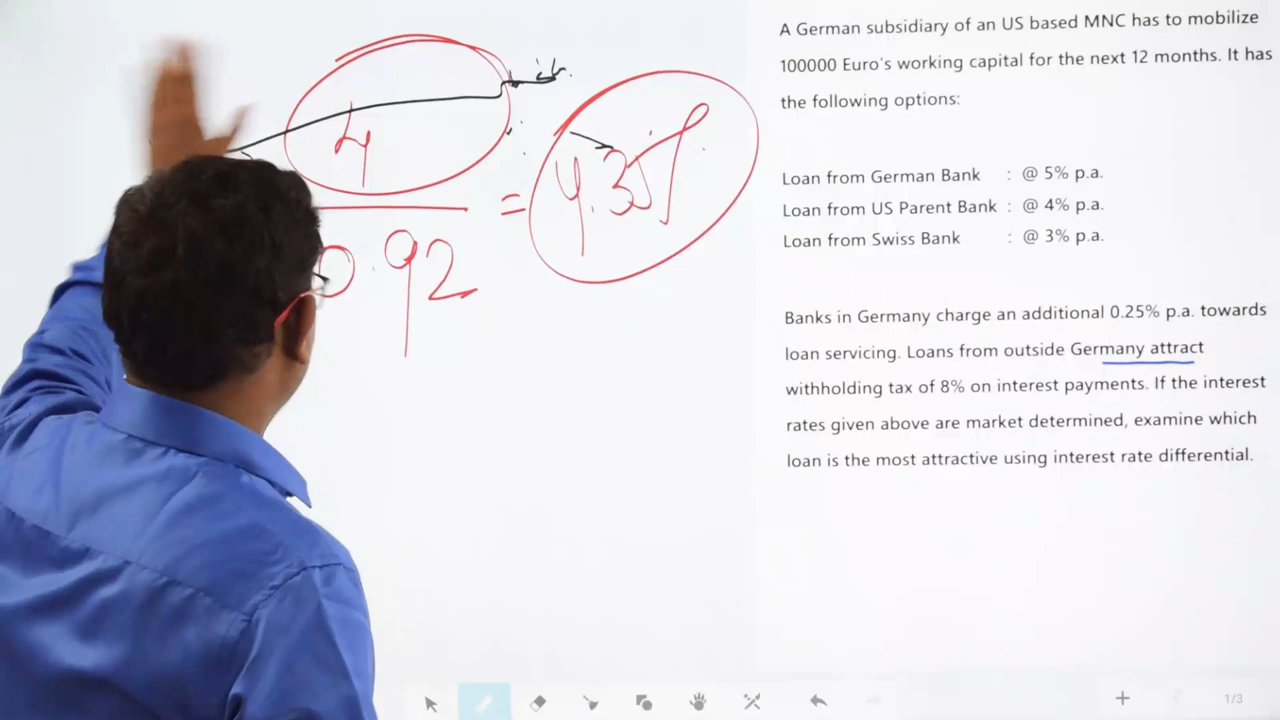 4
0.92
=
A German subsidiary of an US based MNC has to mobilize
100000 Euro's working capital for the next 12 months. It has
the following options:
Loan from German Bank : @ 5% p.a.
Loan from US Parent Bank : @ 4% p.a.
Loan from Swiss Bank : @ 3% p.a.
Banks in Germany charge an additional 0.25% p.a. towards
loan servicing. Loans from outside Germany attract
withholding tax of 8% on interest payments. If the interest
rates given above are market determined, examine which
loan is the most attractive using interest rate differential.
1/3